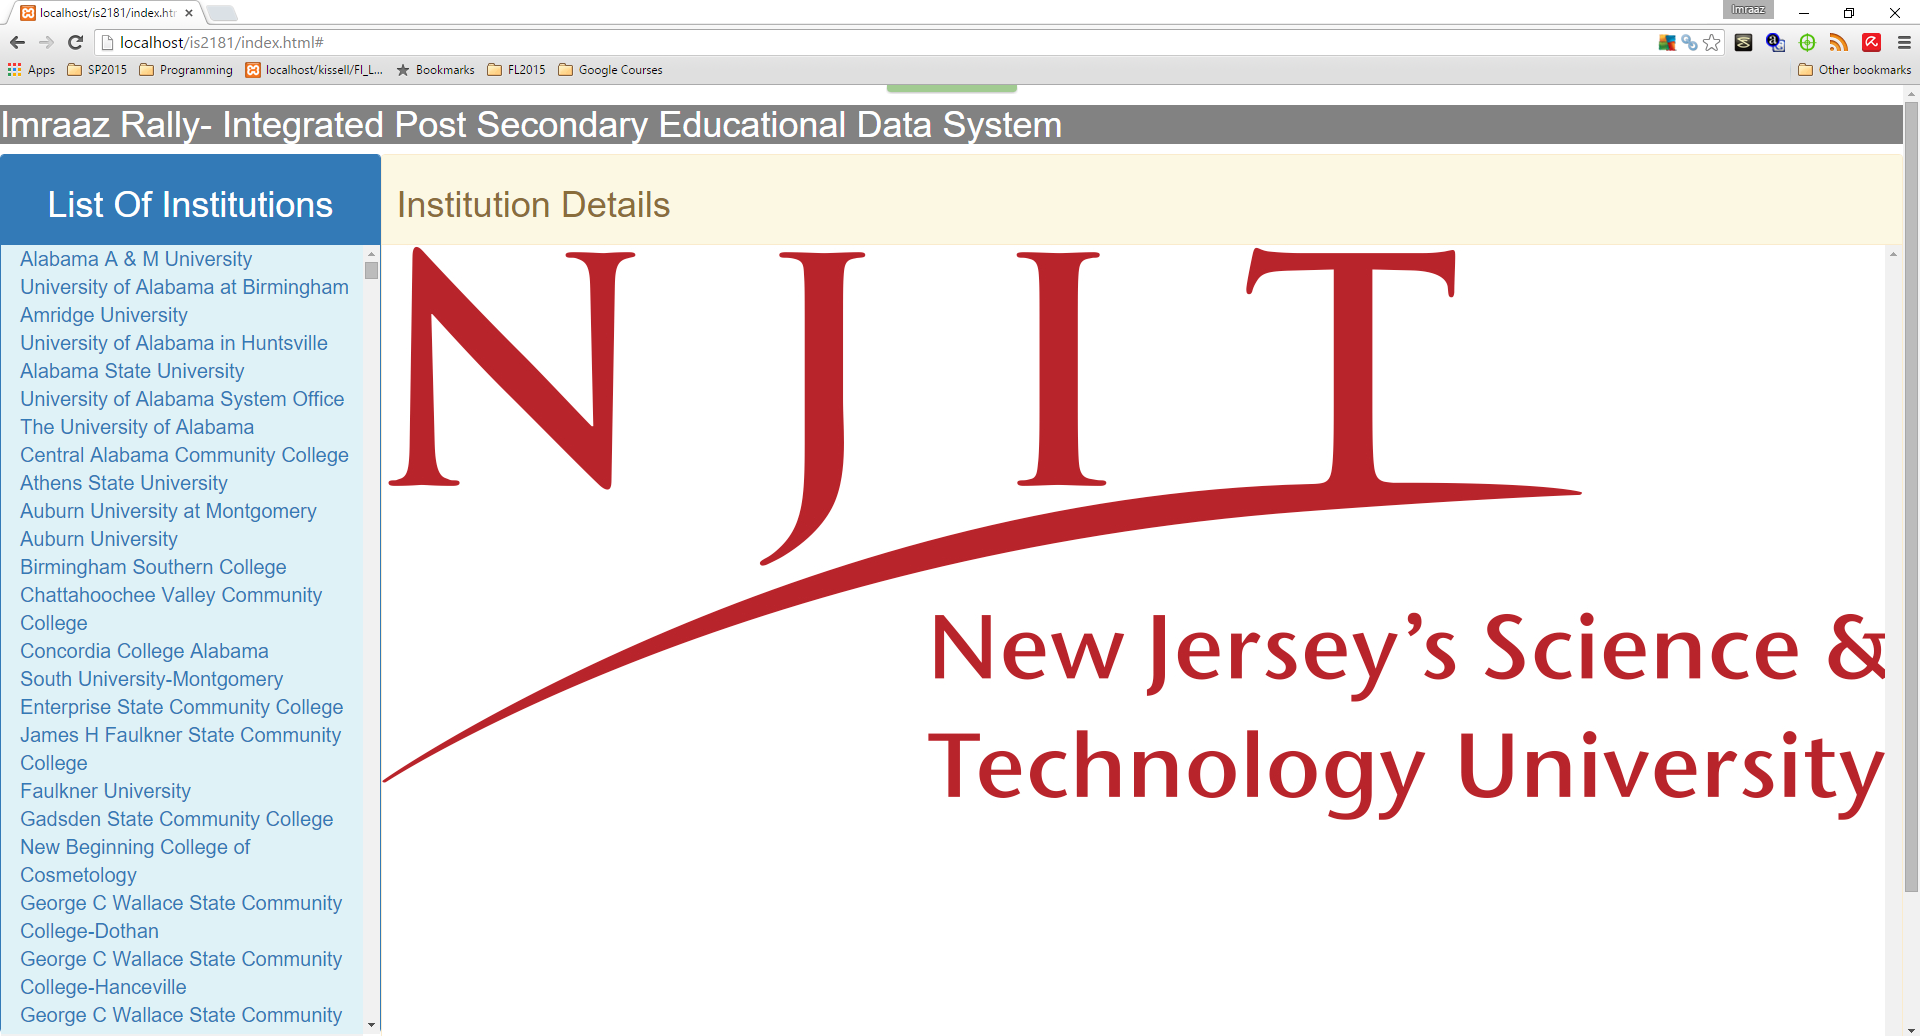 localhost/is2181/index.htm
Imraaz
localhost/is2181/index.html#
Apps
SP2015
Programming
localhost/kissell/FI_L...
Bookmarks
FL2015
Google Courses
Other bookmarks
Imraaz Rally- Integrated Post Secondary Educational Data System
List Of Institutions
Institution Details
Alabama A & M University
University of Alabama at Birmingham
Amridge University
University of Alabama in Huntsville
Alabama State University
University of Alabama System Office
The University of Alabama
Central Alabama Community College
Athens State University
Auburn University at Montgomery
Auburn University
Birmingham Southern College
Chattahoochee Valley Community
College
Concordia College Alabama
South University-Montgomery
Enterprise State Community College
James H Faulkner State Community
College
Faulkner University
Gadsden State Community College
New Beginning College of
Cosmetology
George C Wallace State Community
College-Dothan
George C Wallace State Community
College-Hanceville
George C Wallace State Community
NJIT
New Jersey’s Science &
Technology University